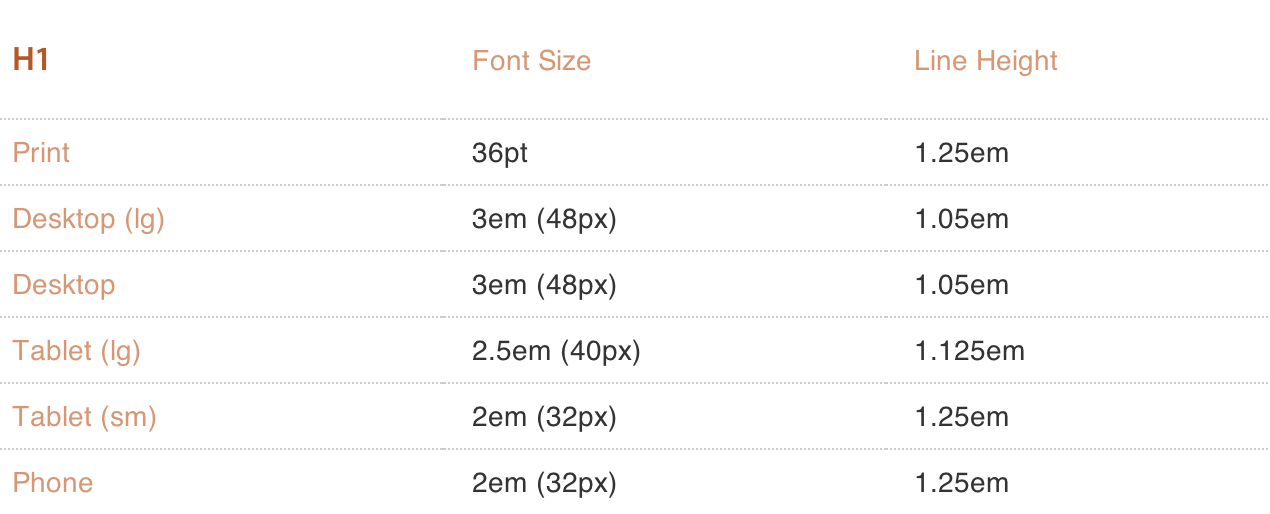 H1 Font Size Line Height
Print 36pt 1.25em
Desktop (lg) 3em (48px) 1.05em
Desktop 3em (48px) 1.05em
Tablet (lg) 2.5em (40px) 1.125em
Tablet (sm) 2em (32px) 1.25em
Phone 2em (32px) 1.25em